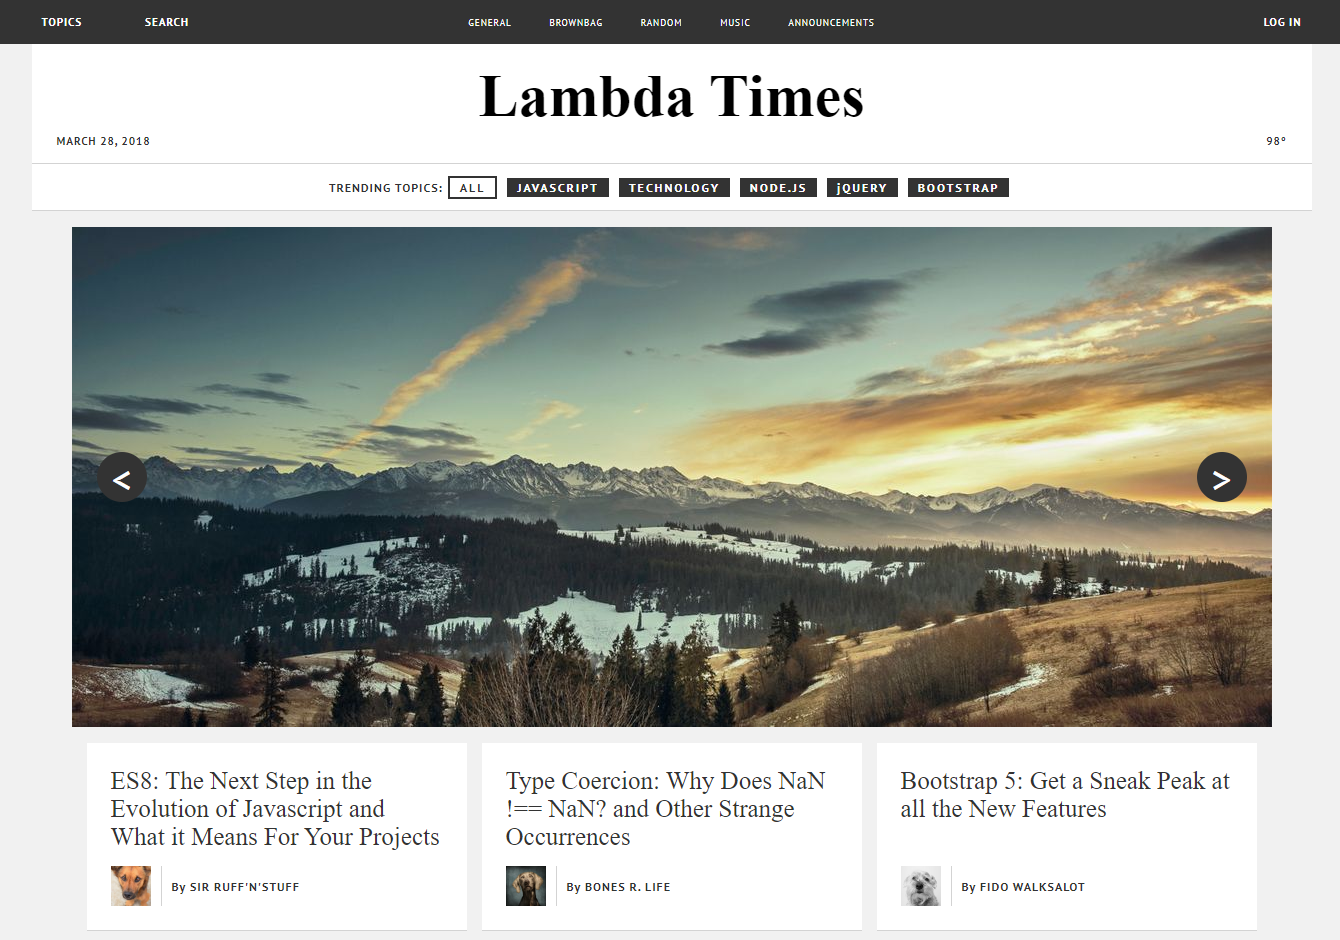 TOPICS SEARCH GENERAL BROWNBAG RANDOM MUSIC ANNOUNCEMENTS LOG IN
Lambda Times
MARCH 28, 2018 98°
TRENDING TOPICS: ALL JAVASCRIPT TECHNOLOGY NODE.JS jQUERY BOOTSTRAP
< >
ES8: The Next Step in the
Evolution of Javascript and
What it Means For Your Projects
By SIR RUFF'N'STUFF
Type Coercion: Why Does NaN
!== NaN? and Other Strange
Occurrences
By BONES R. LIFE
Bootstrap 5: Get a Sneak Peak at
all the New Features
By FIDO WALKSALOT